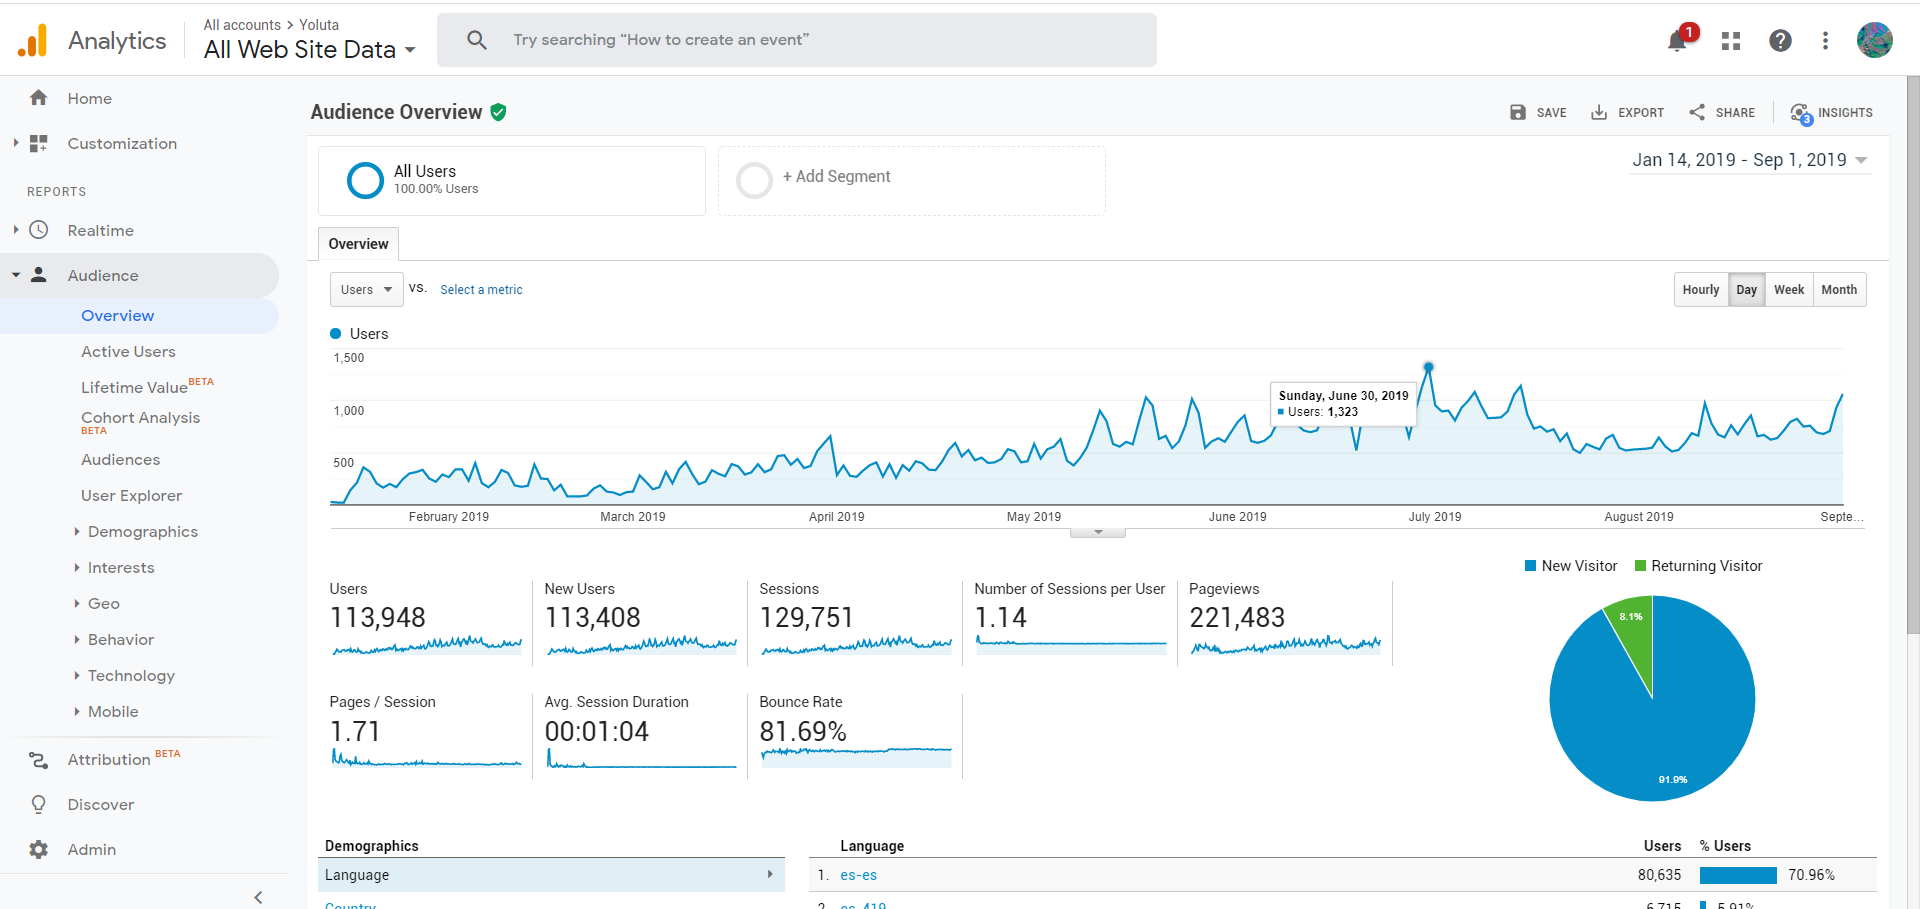 Analytics
All accounts > Yoluta
All Web Site Data
Try searching “How to create an event”
1
Home
Customization
REPORTS
Realtime
Audience
Overview
Active Users
Lifetime Value BETA
Cohort Analysis
BETA
Audiences
User Explorer
Demographics
Interests
Geo
Behavior
Technology
Mobile
Attribution BETA
Discover
Admin
Audience Overview
SAVE
EXPORT
SHARE
3
INSIGHTS
All Users
100.00% Users
+ Add Segment
Jan 14, 2019 - Sep 1, 2019
Overview
Users
VS.
Select a metric
Hourly
Day
Week
Month
Users
1,500
1,000
500
Sunday, June 30, 2019
Users: 1,323
February 2019
March 2019
April 2019
May 2019
June 2019
July 2019
August 2019
Septe...
Users
113,948
New Users
113,408
Sessions
129,751
Number of Sessions per User
1.14
Pageviews
221,483
Pages / Session
1.71
Avg. Session Duration
00:01:04
Bounce Rate
81.69%
New Visitor
Returning Visitor
8.1%
91.9%
Demographics
Language
Country
Language
Users
% Users
1. es-es
80,635
70.96%
2. es-419
6,715
5.91%